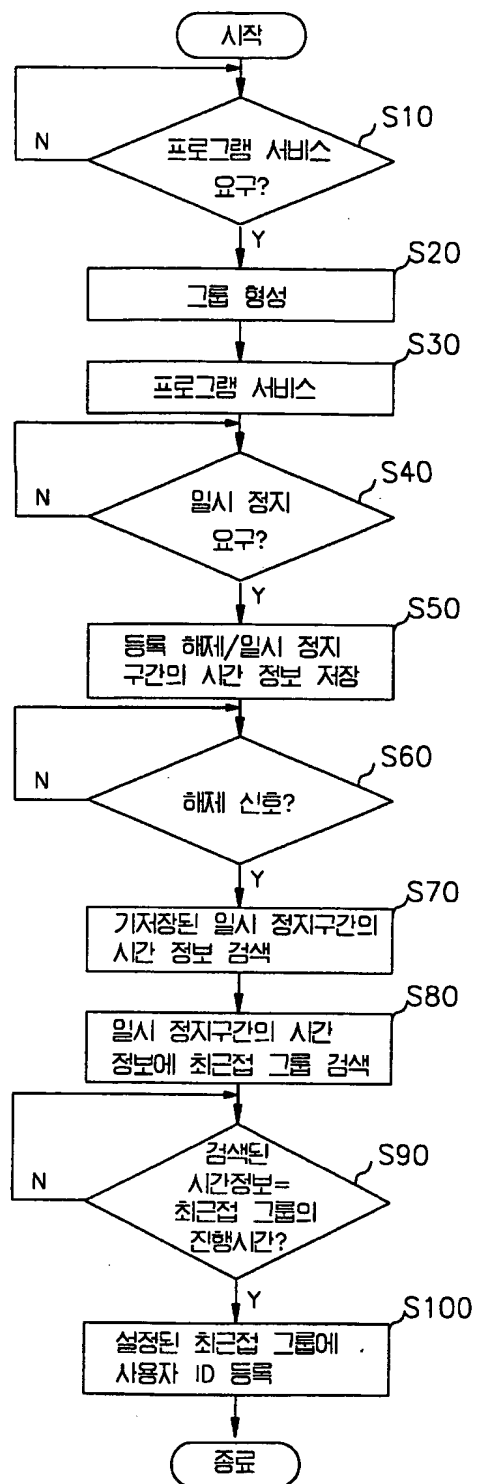 시작
S10
프로그램 서비스
요구?
N
Y
S20
그룹 형성
S30
프로그램 서비스
S40
일시 정지
요구?
N
Y
S50
등록 해제/일시 정지
구간의 시간 정보 저장
S60
해제 신호?
N
Y
S70
기저장된 일시 정지구간의
시간 정보 검색
S80
일시 정지구간의 시간
정보에 최근접 그룹 검색
S90
검색된
시간정보=
최근접 그룹의
진행시간?
N
Y
S100
설정된 최근접 그룹에
사용자 ID 등록
종료